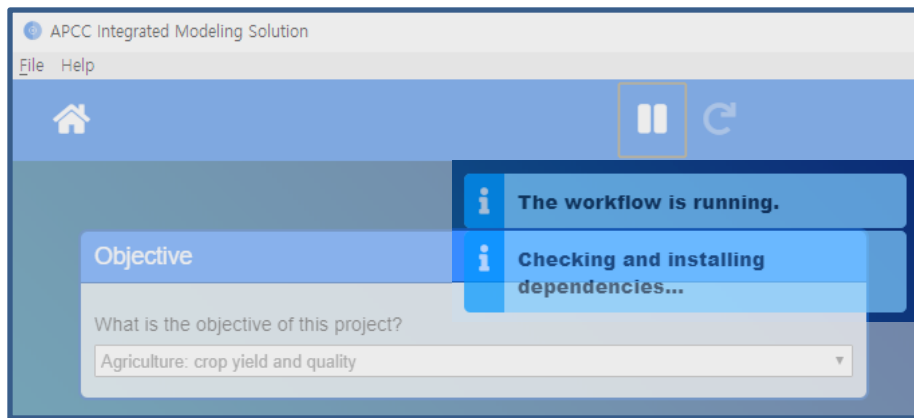 APCC Integrated Modeling Solution
File Help
The workflow is running.
Checking and installing
dependencies...
Objective
What is the objective of this project?
Agriculture: crop yield and quality